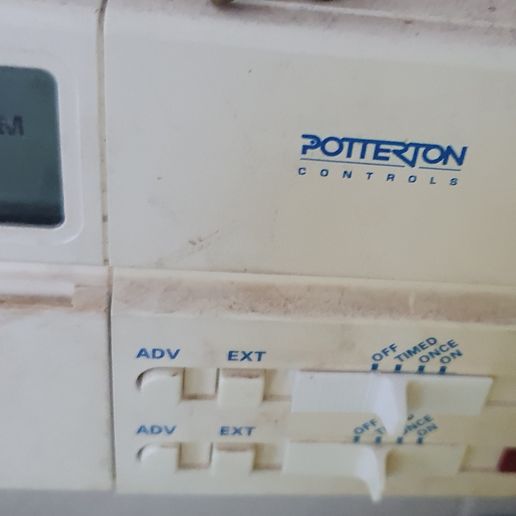 M
POTTERTON
CONTROLS
ADV EXT OFF TIMED ONCE ON
ADV EXT OFF ONCE ON